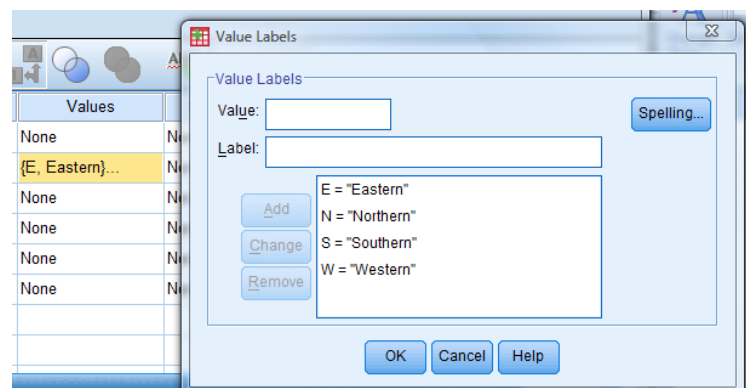 Value Labels
Values
None
{E, Eastern}...
None
None
None
None
Value Labels
Value:
Spelling...
Label:
Add
Change
Remove
E = "Eastern"
N = "Northern"
S = "Southern"
W = "Western"
OK
Cancel
Help